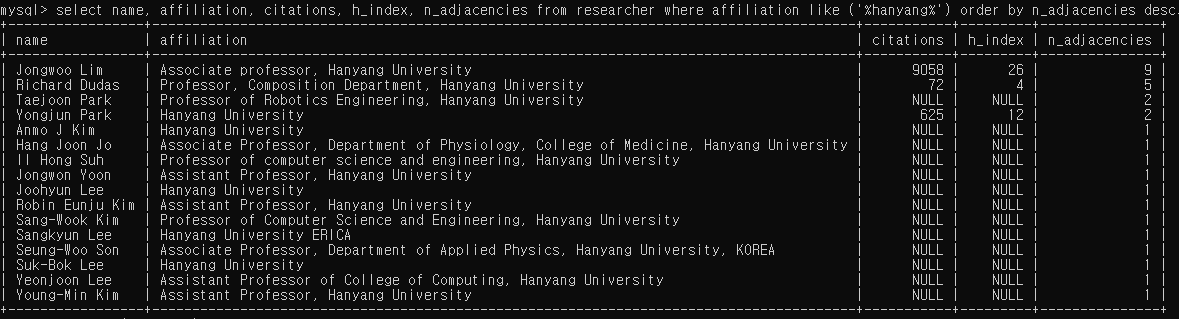 mysql> select name, affiliation, citations, h_index, n_adjacencies from researcher where affiliation like ('%hanyang%') order by n_adjacencies desc;
| name | affiliation | citations | h_index | n_adjacencies |
| Jongwoo Lim | Associate professor, Hanyang University | 9058 | 26 | 9 |
| Richard Dudas | Professor, Composition Department, Hanyang University | 72 | 4 | 5 |
| Taejoon Park | Professor of Robotics Engineering, Hanyang University | NULL | NULL | 2 |
| Yongjun Park | Hanyang University | 625 | 12 | 2 |
| Anmo J Kim | Hanyang University | NULL | NULL | 1 |
| Hang Joon Jo | Associate Professor, Department of Physiology, College of Medicine, Hanyang University | NULL | NULL | 1 |
| Il Hong Suh | Professor of computer science and engineering, Hanyang University | NULL | NULL | 1 |
| Jongwon Yoon | Assistant Professor, Hanyang University | NULL | NULL | 1 |
| Joohyun Lee | Hanyang University | NULL | NULL | 1 |
| Robin Eunju Kim | Assistant Professor, Hanyang University | NULL | NULL | 1 |
| Sang-Wook Kim | Professor of Computer Science and Engineering, Hanyang University | NULL | NULL | 1 |
| Sangkyun Lee | Hanyang University ERICA | NULL | NULL | 1 |
| Seung-Woo Son | Associate Professor, Department of Applied Physics, Hanyang University, KOREA | NULL | NULL | 1 |
| Suk-Bok Lee | Hanyang University | NULL | NULL | 1 |
| Yeonjoon Lee | Assistant Professor of College of Computing, Hanyang University | NULL | NULL | 1 |
| Young-Min Kim | Assistant Professor, Hanyang University | NULL | NULL | 1 |